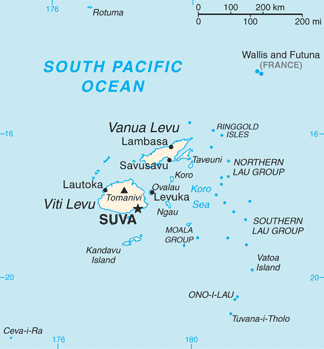 176
180
Rotuma
0 100 200 km
0 100 200 mi
Wallis and Futuna
(FRANCE)
SOUTH PACIFIC
OCEAN
Vanua Levu
RINGGOLD
ISLES
16
16
Lambasa
Savusavu
Taveuni
NORTHERN
LAU GROUP
Koro
Lautoka
Ovalau
Koro
Sea
Tomanivi
Levuka
Viti Levu
Ngau
SUVA
SOUTHERN
LAU GROUP
MOALA
GROUP
Kandavu
Island
Vatoa
Island
20
20
ONO-I-LAU
Tuvana-i-Tholo
Ceva-i-Ra
176
180